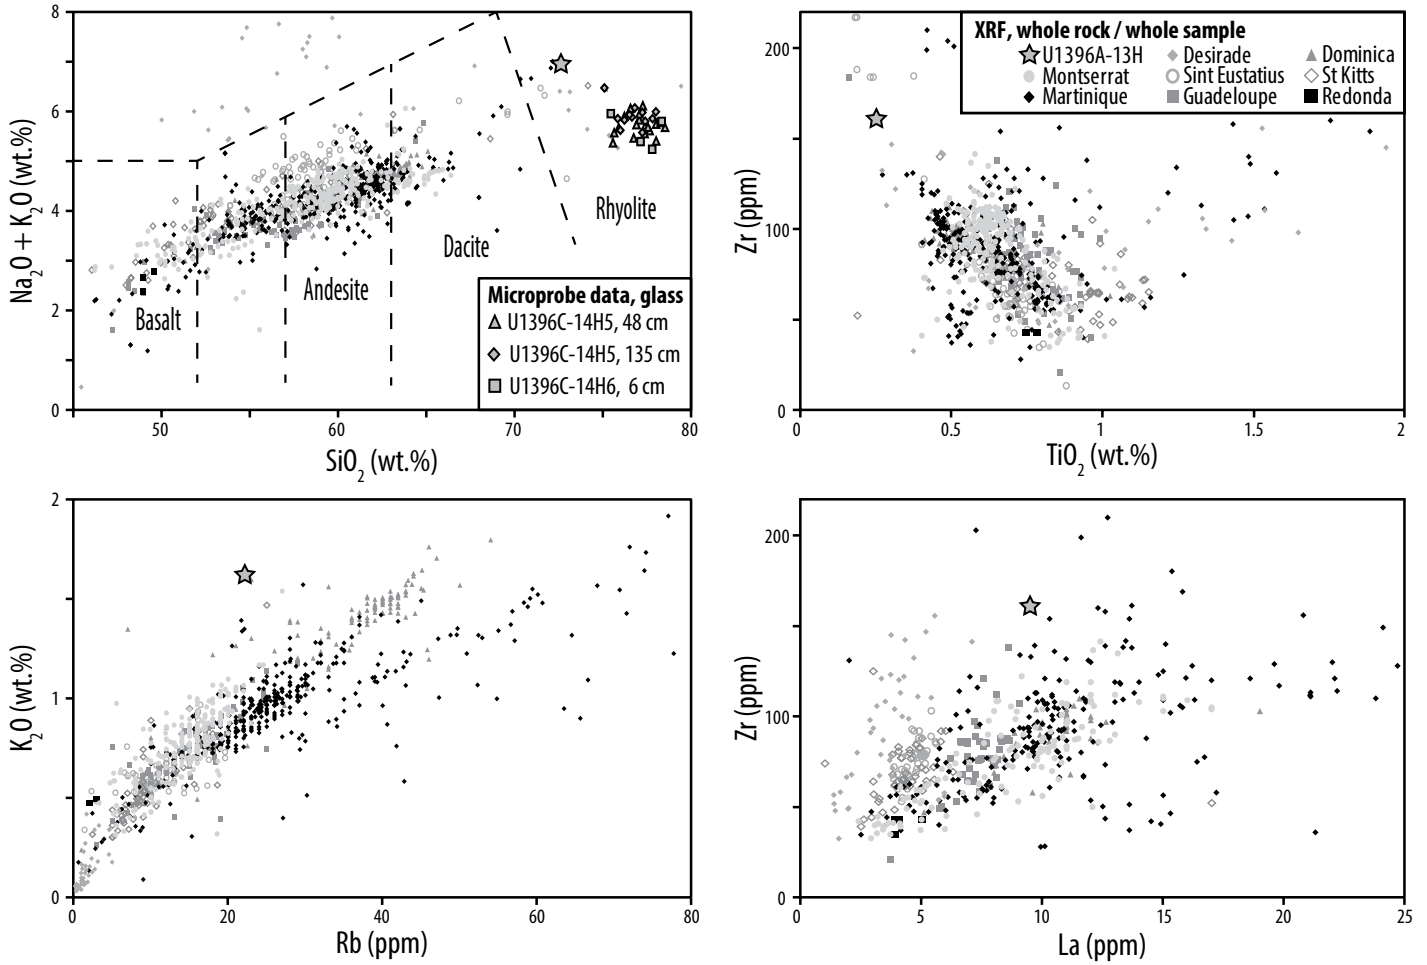 8
6
4
2
0
Na2O + K2O (wt.%)
Basalt
Andesite
Dacite
Rhyolite
Microprobe data, glass
U1396C-14H5, 48 cm
U1396C-14H5, 135 cm
U1396C-14H6, 6 cm
50 60 70 80
SiO2 (wt.%)
200
100
0
Zr (ppm)
XRF, whole rock / whole sample
U1396A-13H Desirade Dominica
Montserrat Sint Eustatius St Kitts
Martinique Guadeloupe Redonda
0 0.5 1 1.5 2
TiO2 (wt.%)
2
1
0
K2O (wt.%)
0 20 40 60 80
Rb (ppm)
200
100
0
Zr (ppm)
0 5 10 15 20 25
La (ppm)